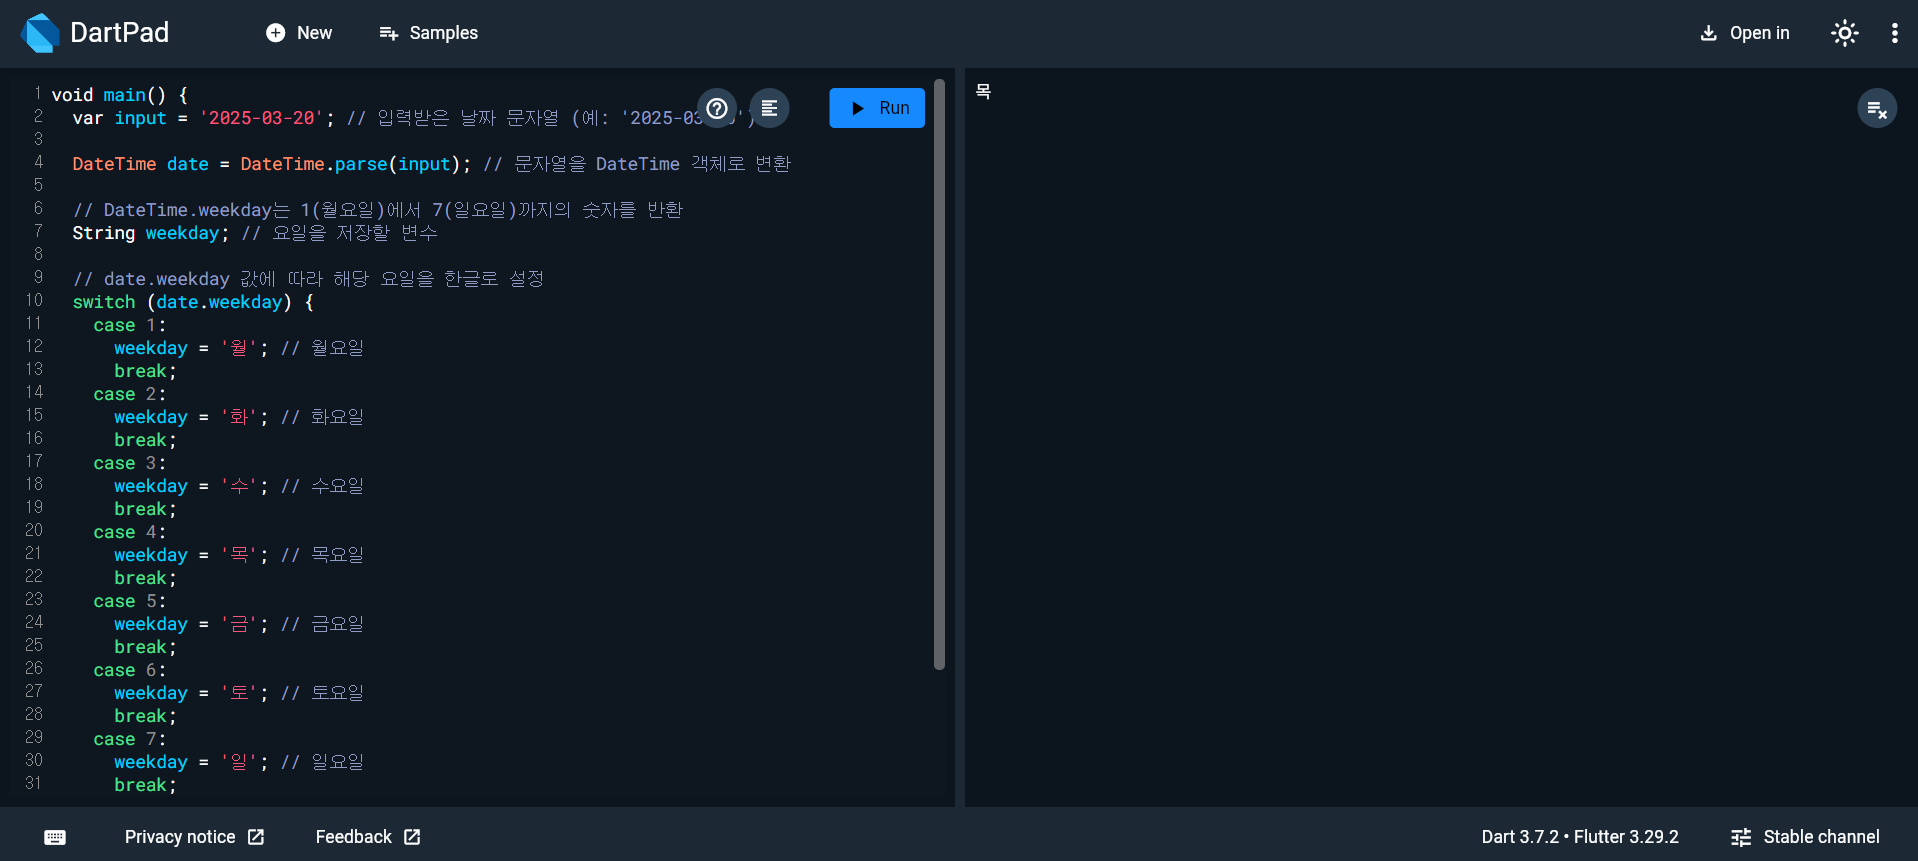 DartPad
New
Samples
Open in
1 void main() {
2 var input = '2025-03-20'; // 입력받은 날짜 문자열 (예: '2025-03
3
4 DateTime date = DateTime.parse(input); // 문자열을 DateTime 객체로 변환
5
6 // DateTime.weekday는 1(월요일)에서 7(일요일)까지의 숫자를 반환
7 String weekday; // 요일을 저장할 변수
8
9 // date.weekday 값에 따라 해당 요일을 한글로 설정
10 switch (date.weekday) {
11 case 1:
12 weekday = '월'; // 월요일
13 break;
14 case 2:
15 weekday = '화'; // 화요일
16 break;
17 case 3:
18 weekday = '수'; // 수요일
19 break;
20 case 4:
21 weekday = '목'; // 목요일
22 break;
23 case 5:
24 weekday = '금'; // 금요일
25 break;
26 case 6:
27 weekday = '토'; // 토요일
28 break;
29 case 7:
30 weekday = '일'; // 일요일
31 break;
Run
목
Privacy notice
Feedback
Dart 3.7.2 • Flutter 3.29.2
Stable channel